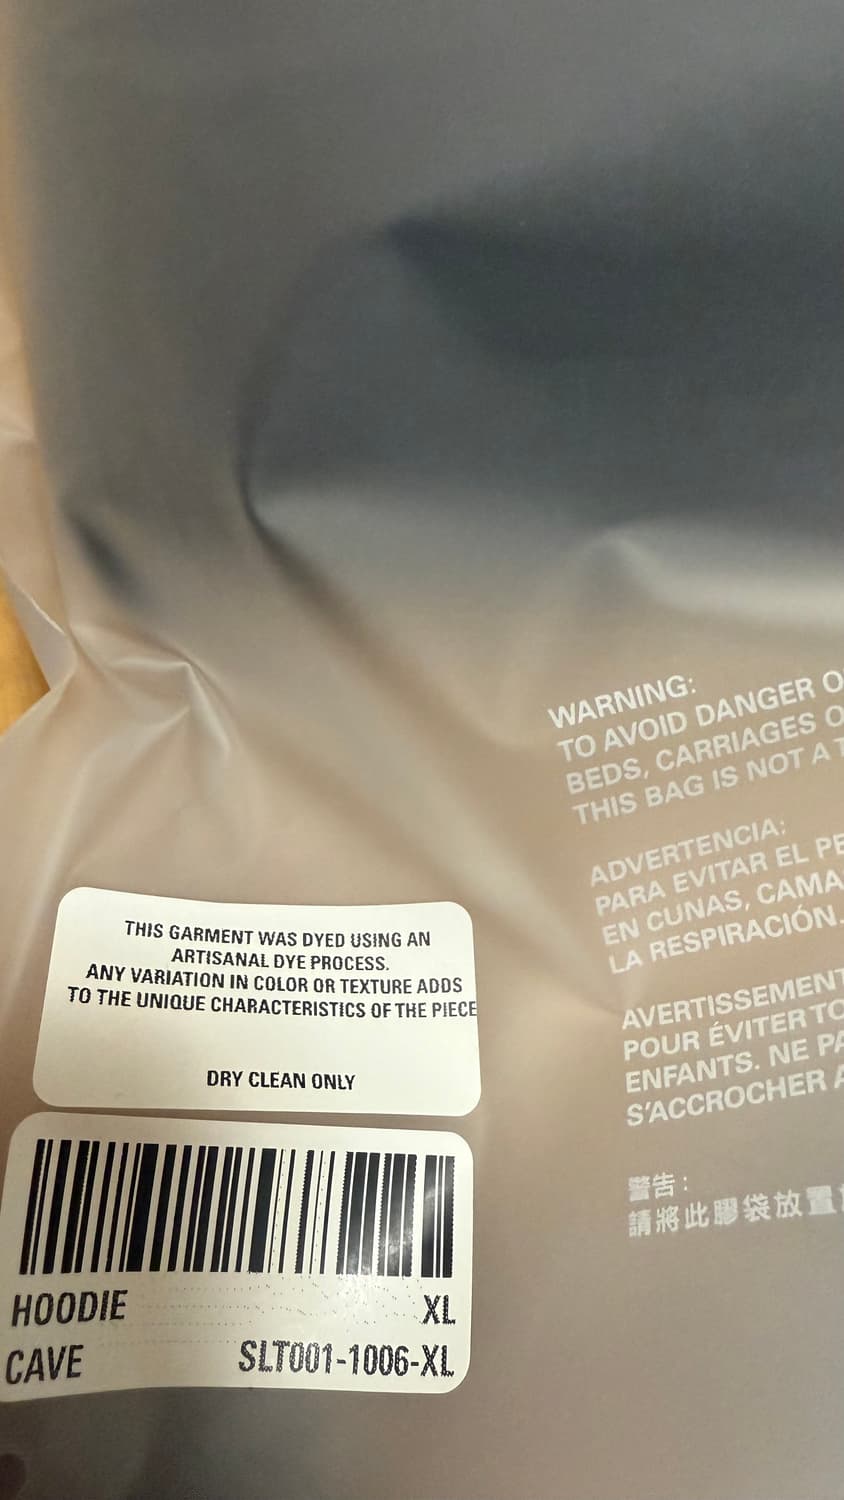 WARNING:
TO AVOID DANGER
BEDS, CARRIAGES
THIS BAG IS NOT A
ADVERTENCIA:
PARA EVITAR EL
EN CUNAS,
LA RESPIRACIÓN.
AVERTISSEMENT
POUR ÉVITER
ENFANTS. NE
S'ACCROCHER
警告：
請將此膠袋放置
THIS GARMENT WAS DYED USING AN
ARTISANAL DYE PROCESS.
ANY VARIATION IN COLOR OR TEXTURE ADDS
TO THE UNIQUE CHARACTERISTICS OF THE PIECE
DRY CLEAN ONLY
HOODIE XL
CAVE SLT001-1006-XL